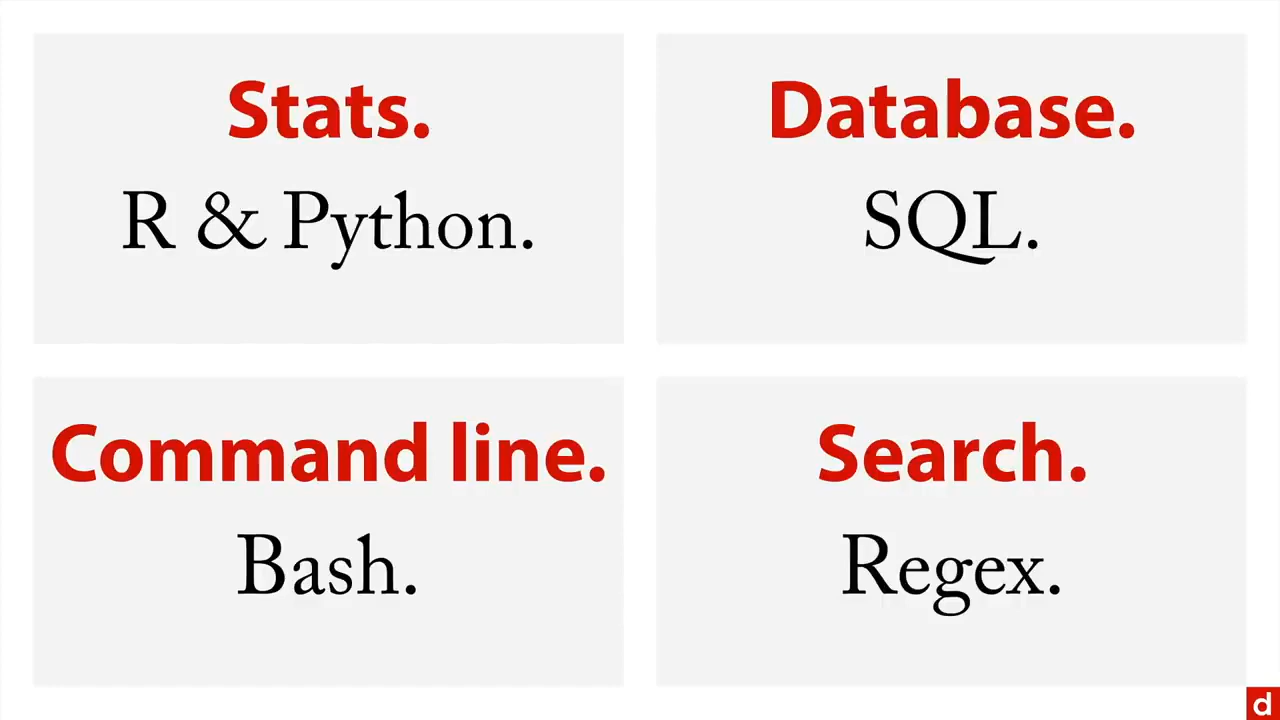 Stats.
R & Python.
Database.
SQL.
Command line.
Bash.
Search.
Regex.
d